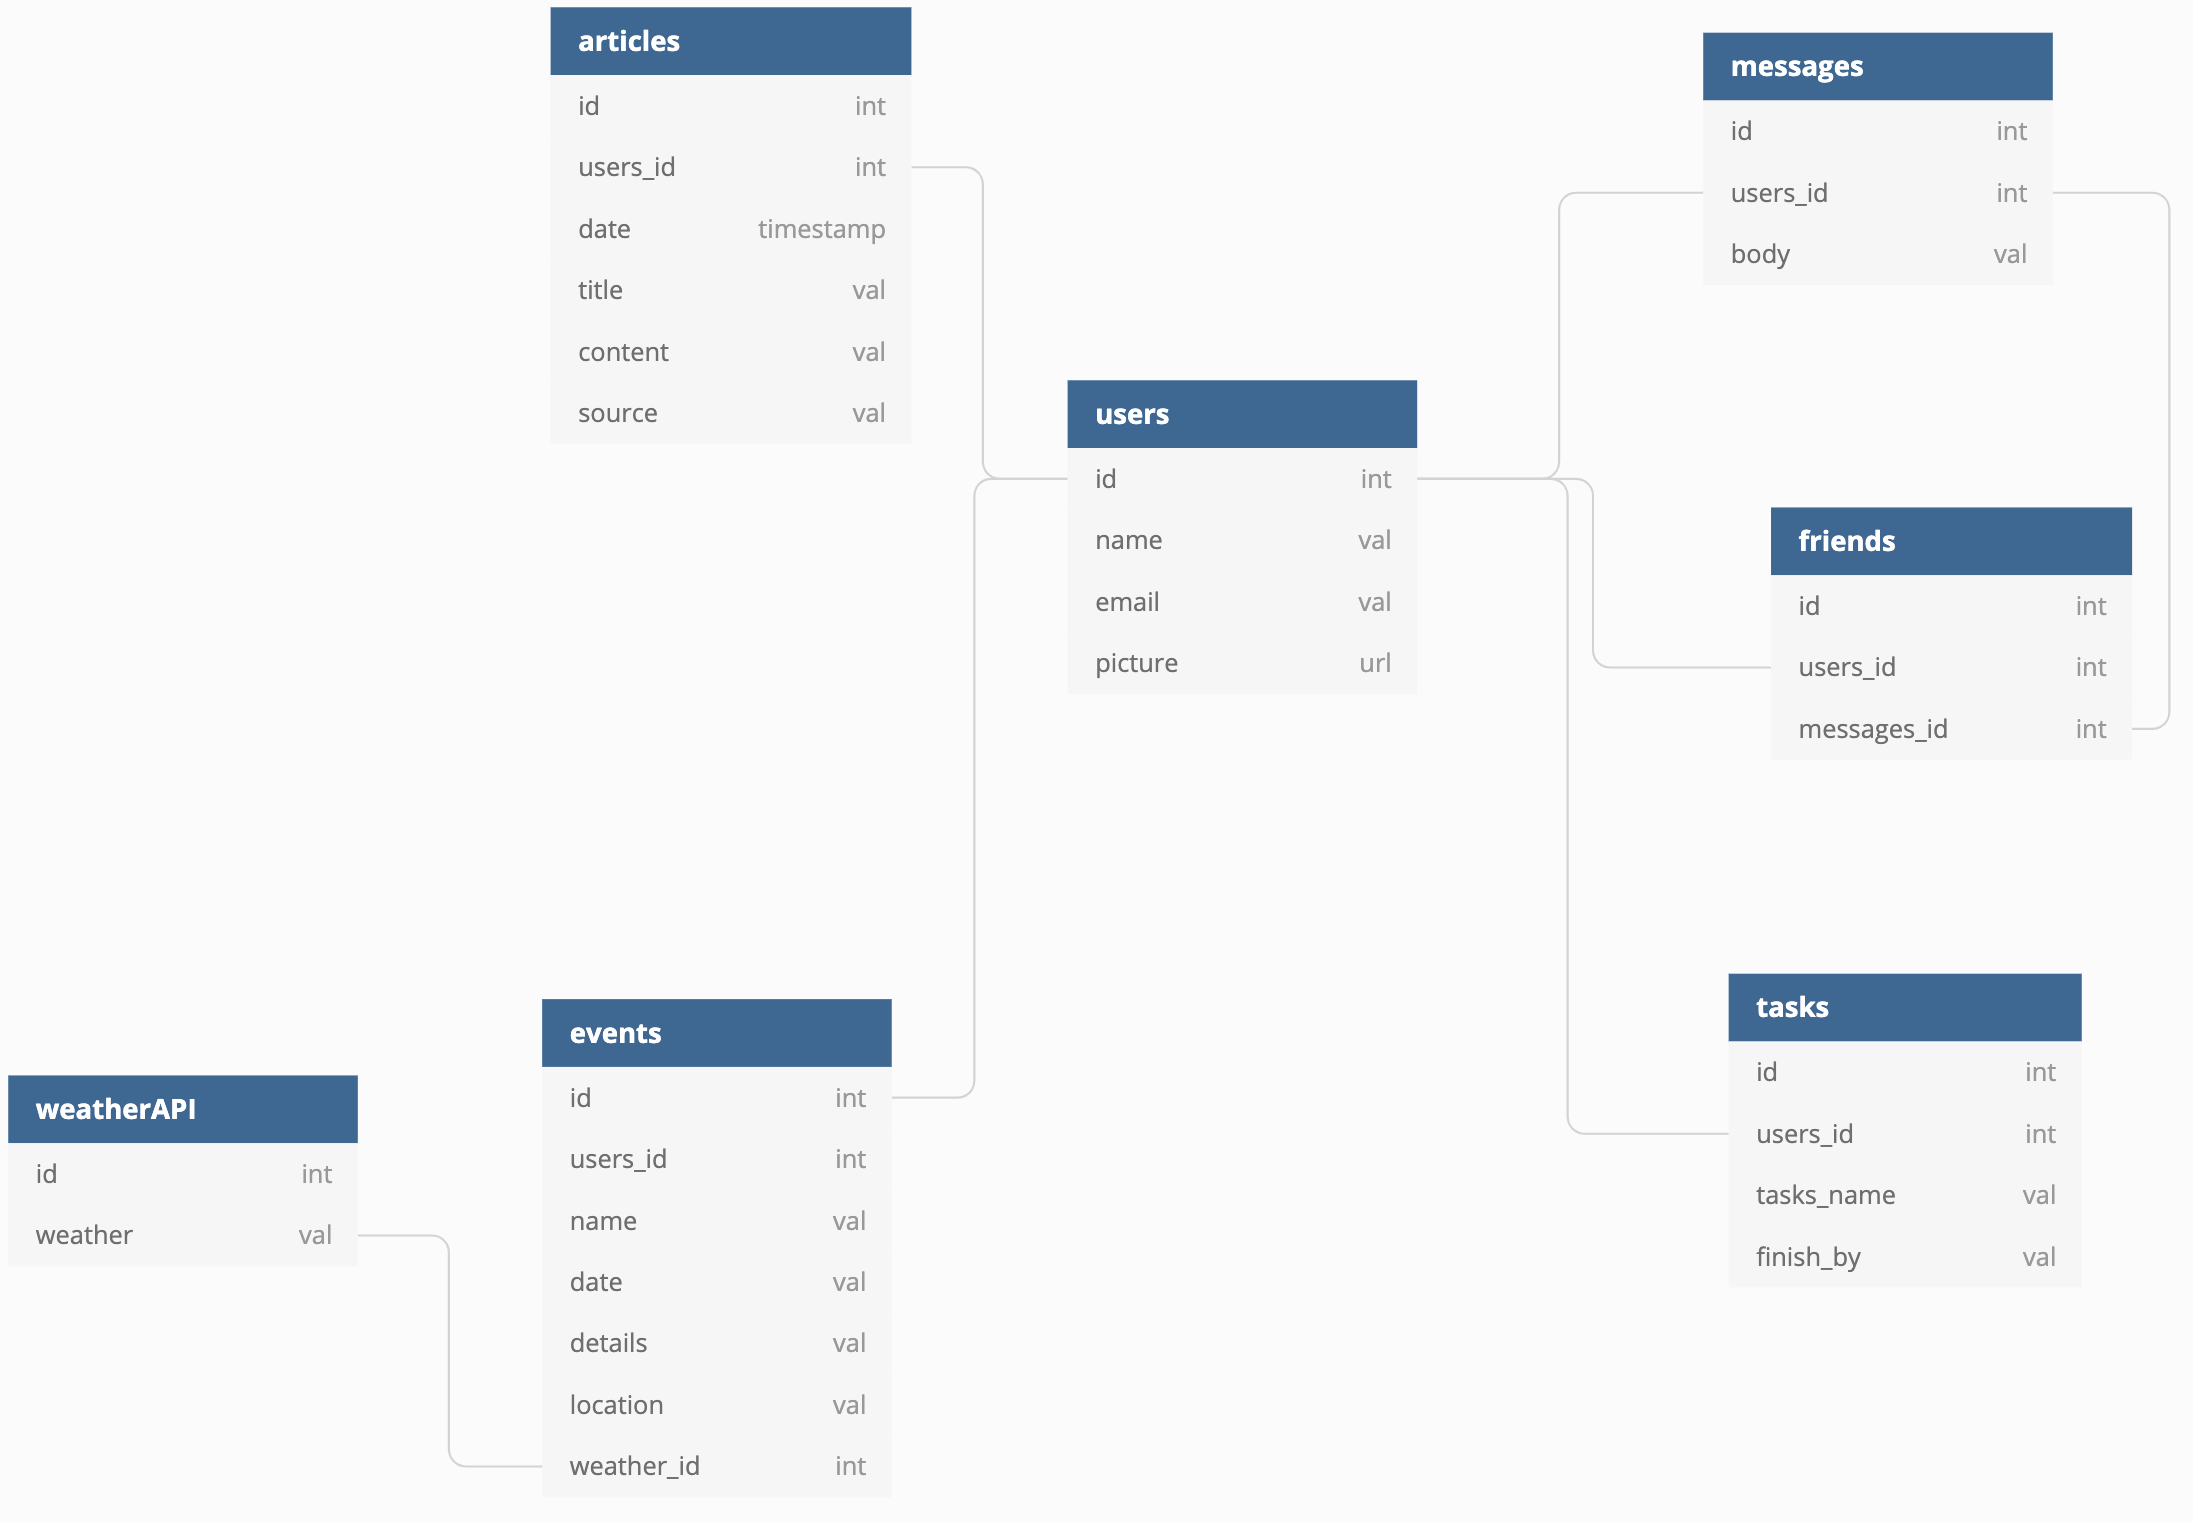 articles
id int
users_id int
date timestamp
title val
content val
source val
messages
id int
users_id int
body val
users
id int
name val
email val
picture url
friends
id int
users_id int
messages_id int
weatherAPI
id int
weather val
events
id int
users_id int
name val
date val
details val
location val
weather_id int
tasks
id int
users_id int
tasks_name val
finish_by val